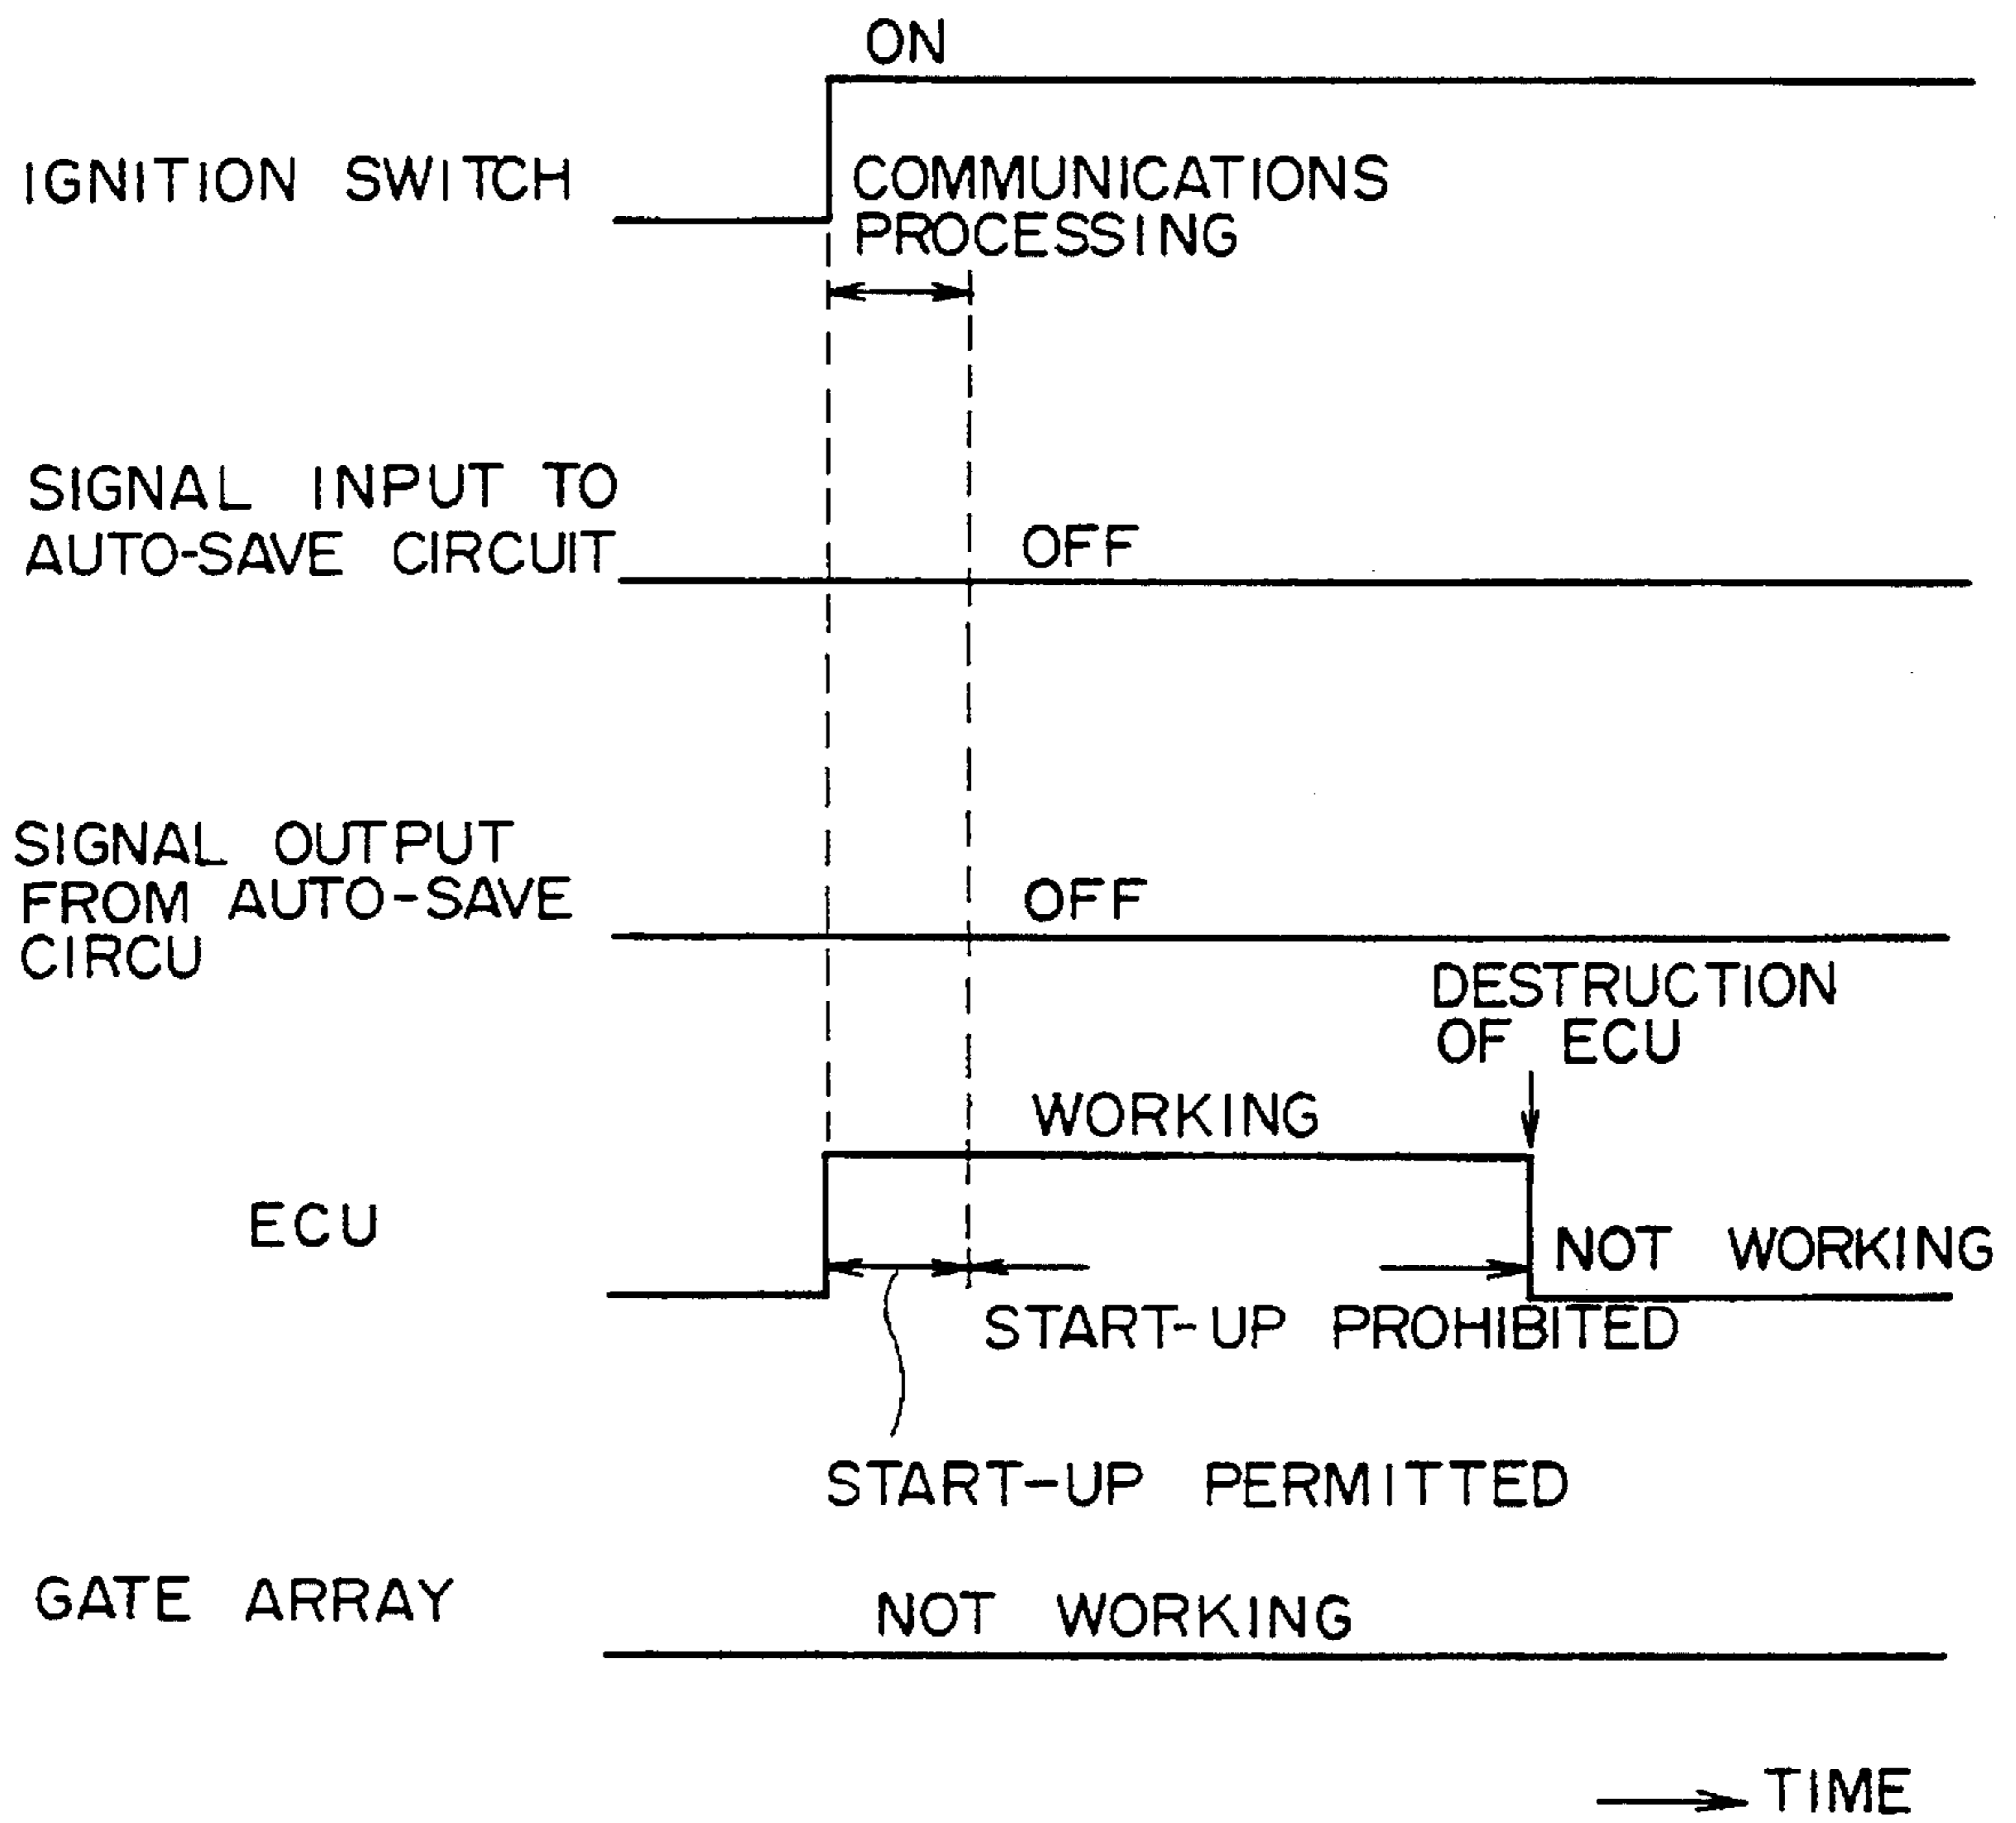 ON
IGNITION SWITCH
COMMUNICATIONS
PROCESSING
SIGNAL INPUT TO
AUTO-SAVE CIRCUIT
OFF
SIGNAL OUTPUT
FROM AUTO-SAVE
CIRCU
OFF
DESTRUCTION
OF ECU
WORKING
ECU
NOT WORKING
START-UP PROHIBITED
START-UP PERMITTED
GATE ARRAY
NOT WORKING
TIME